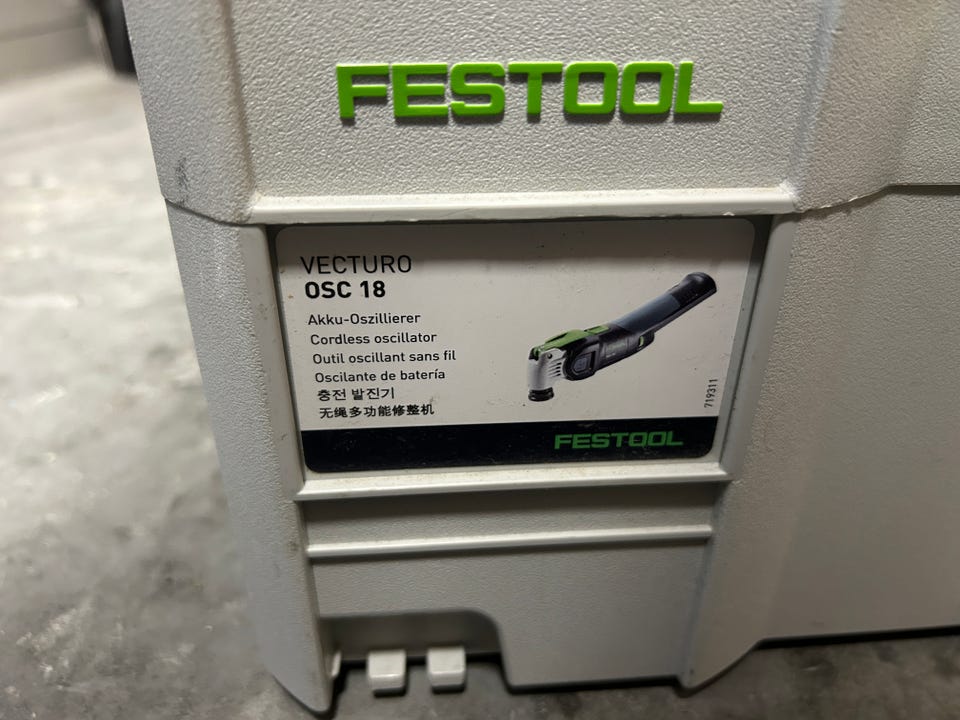 FESTOOL
VECTURO
OSC 18
Akku-Oszillierer
Cordless oscillator
Outil oscillant sans fil
Oscilante de batería
충전 발진기
无绳多功能修整机
719311
FESTOOL